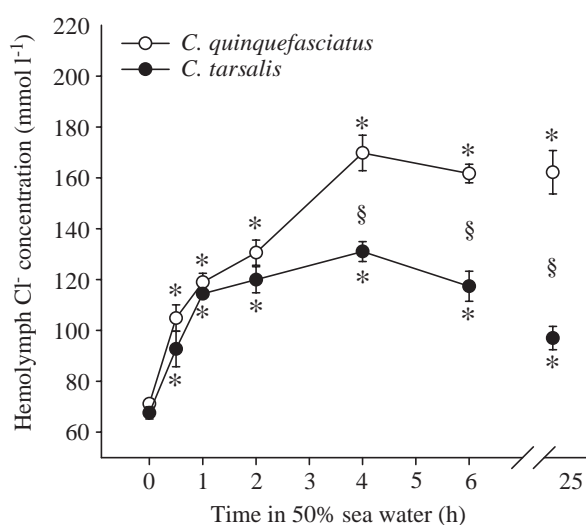 220
200
180
160
140
120
100
80
60
Hemolymph Cl⁻ concentration (mmol l⁻¹)
C. quinquefasciatus
C. tarsalis
* * * * * * *
§ § §
* * * * * *
0 1 2 3 4 5 6 25
Time in 50% sea water (h)